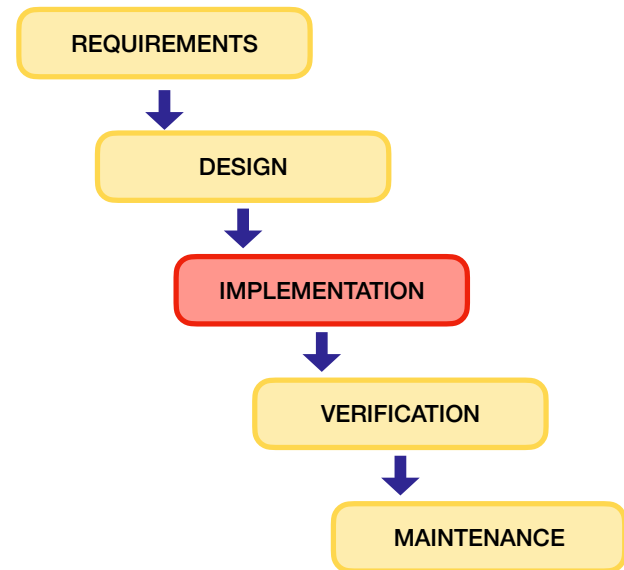 REQUIREMENTS
DESIGN
IMPLEMENTATION
VERIFICATION
MAINTENANCE